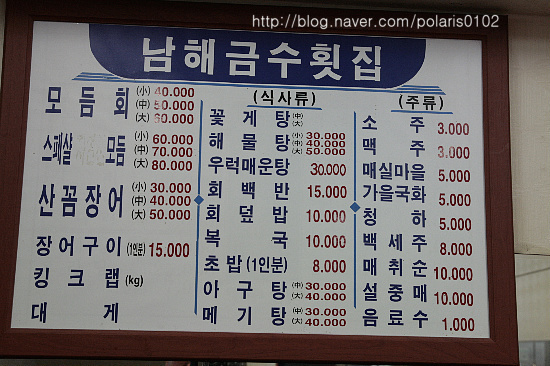 http://blog.naver.com/polaris0102
남해금수횟집
모듬회 (小) 40.000
(中) 50.000
(大) 60.000
스페샬 모듬 (小) 60.000
(中) 70.000
(大) 80.000
산꼼장어 (小) 30.000
(中) 40.000
(大) 50.000
장어구이 (1인분) 15.000
킹크랩 (kg)
대게
(식사류)
꽃게탕 (中)
(大)
해물탕 (小) 30.000
(中) 40.000
(大) 50.000
우럭매운탕 30.000
회백반 15.000
회덮밥 10.000
복국 10.000
초밥 (1인분) 8.000
아구탕 (中) 30.000
(大) 40.000
메기탕 (中) 30.000
(大) 40.000
(주류)
소주 3.000
맥주 3.000
매실마을 5.000
가을국화 5.000
청하 5.000
백세주 8.000
매취순 10.000
설중매 10.000
음료수 1.000